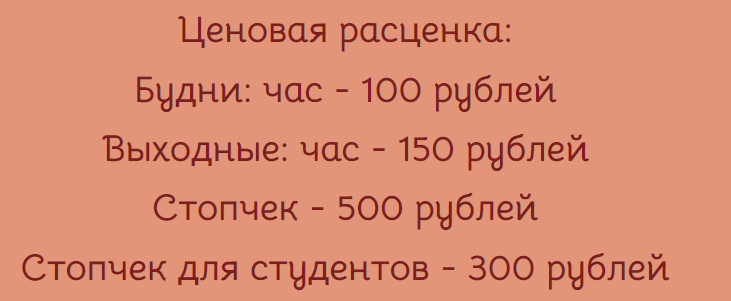 Ценовая расценка:
Будни: час - 100 рублей
Выходные: час - 150 рублей
Стопчек - 500 рублей
Стопчек для студентов - 300 рублей